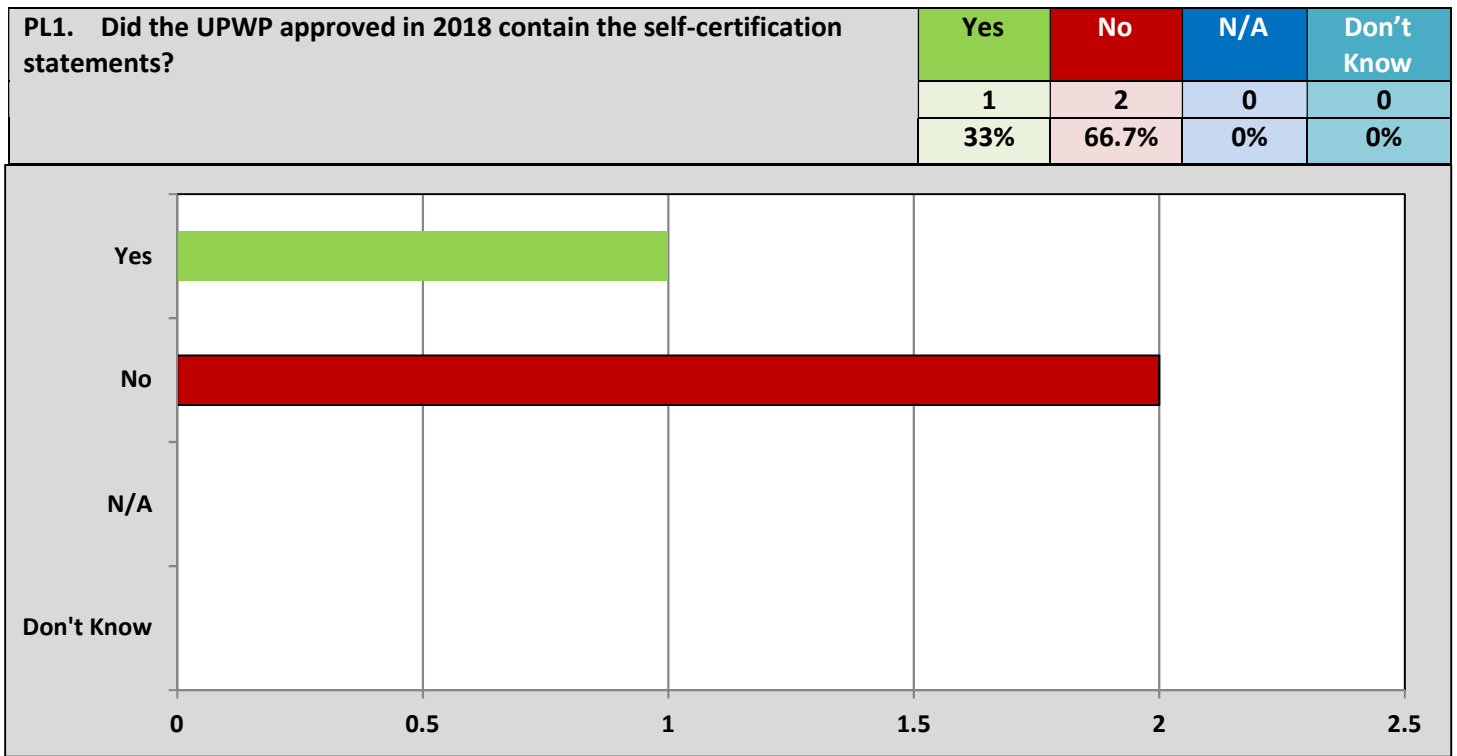 PL1. Did the UPWP approved in 2018 contain the self-certification
statements?
Yes No N/A Don’t
Know
1 2 0 0
33% 66.7% 0% 0%
Yes
No
N/A
Don't Know
0 0.5 1 1.5 2 2.5